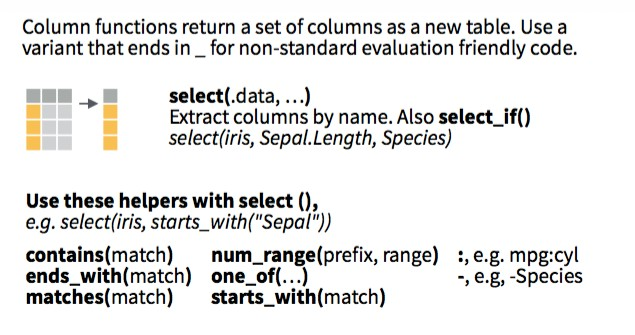 Column functions return a set of columns as a new table. Use a
variant that ends in _ for non-standard evaluation friendly code.
select(.data, …)
Extract columns by name. Also select_if()
select(iris, Sepal.Length, Species)
Use these helpers with select (),
e.g. select(iris, starts_with("Sepal"))
contains(match) num_range(prefix, range) :, e.g. mpg:cyl
ends_with(match) one_of(…) -, e.g, -Species
matches(match) starts_with(match)